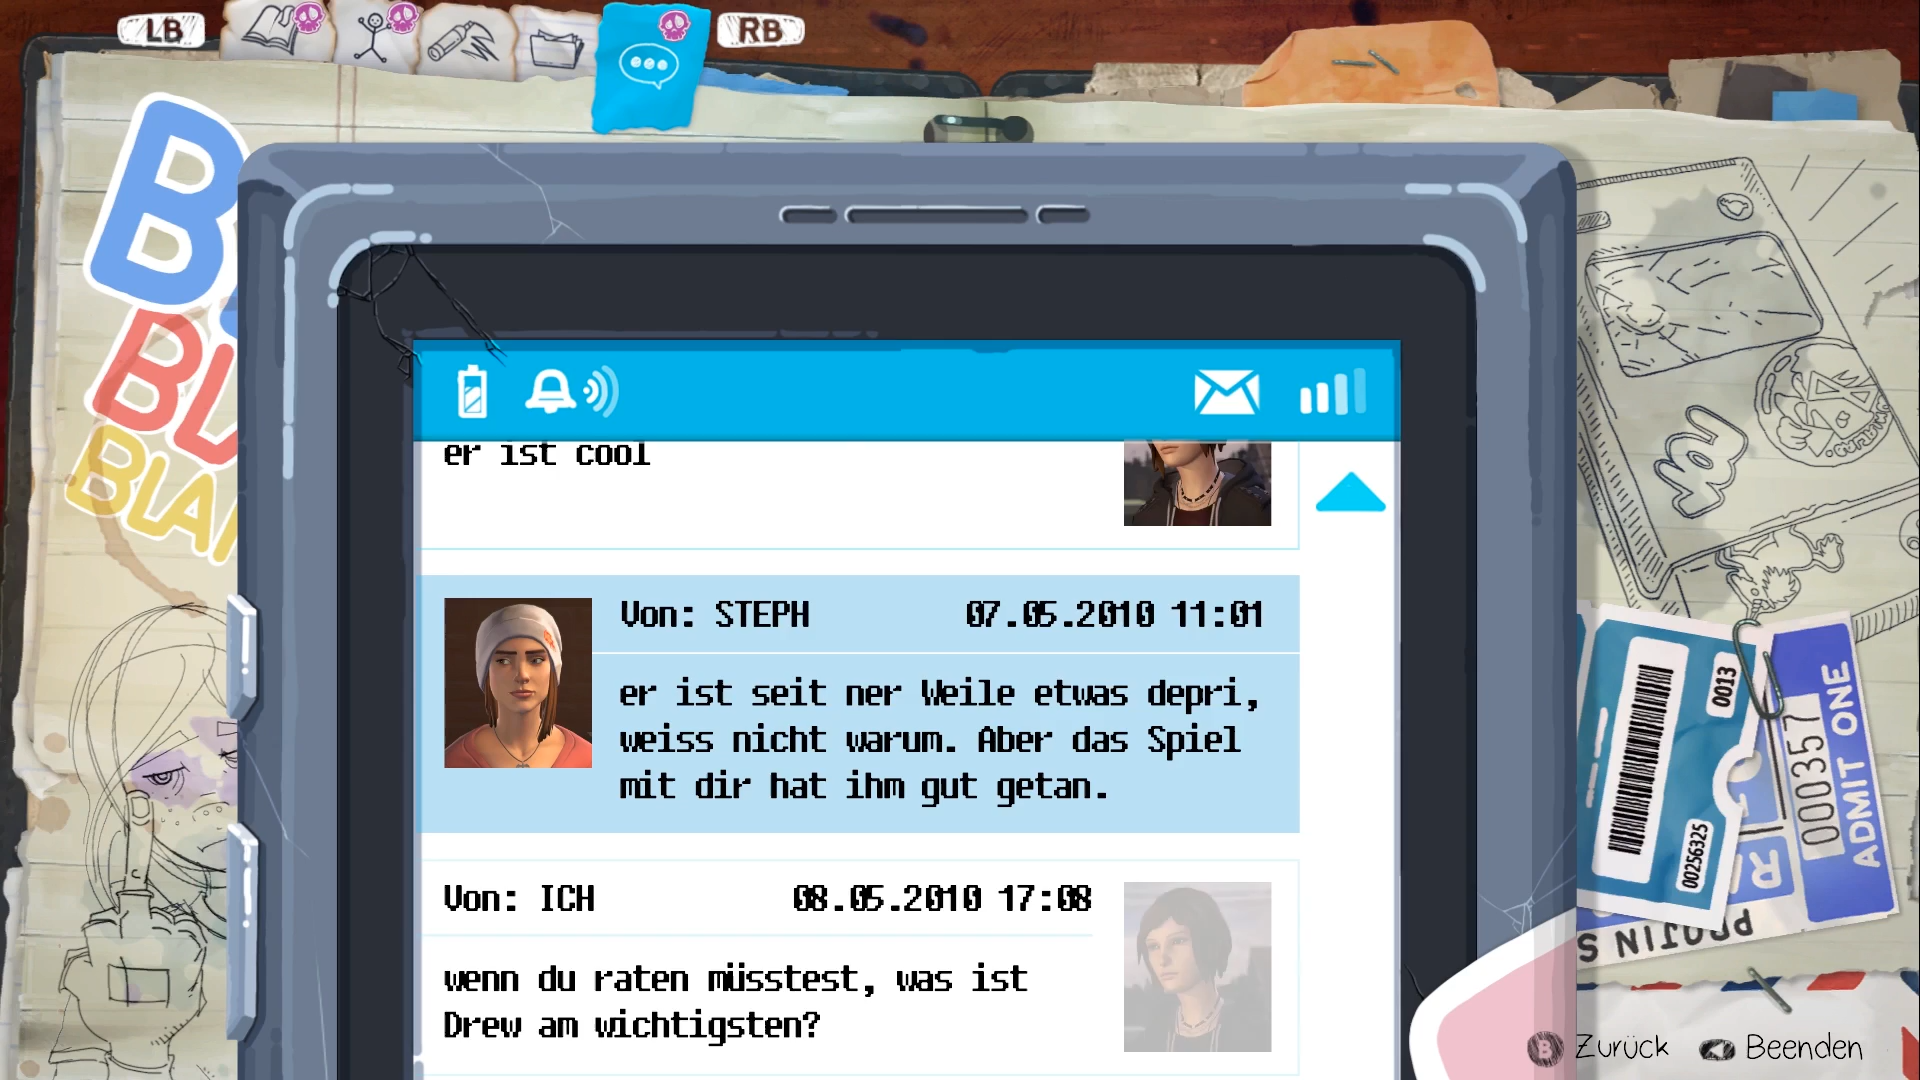 LB
RB
er ist cool
Von: STEPH
07.05.2010 11:01
er ist seit ner Weile etwas depri,
weiss nicht warum. Aber das Spiel
mit dir hat ihm gut getan.
Von: ICH
08.05.2010 17:08
wenn du raten müsstest, was ist
Drew am wichtigsten?
0013
00256325
000357
ADMIT ONE
B Zurück
Beenden